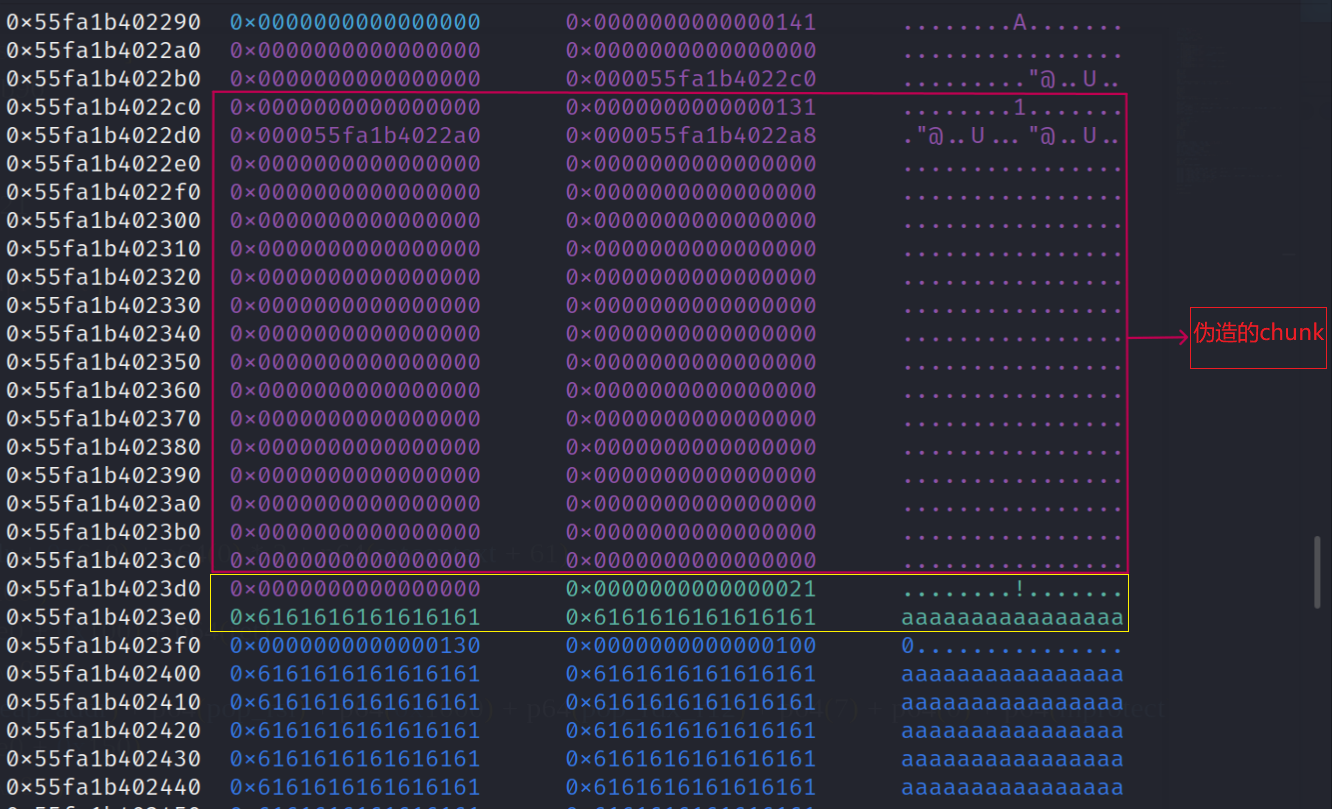 0x55fa1b402290 0x0000000000000000 0x0000000000000141 ........A.......
0x55fa1b4022a0 0x0000000000000000 0x0000000000000000 ................
0x55fa1b4022b0 0x0000000000000000 0x000055fa1b4022c0 ........."@..U..
0x55fa1b4022c0 0x0000000000000000 0x0000000000000131 ........1.......
0x55fa1b4022d0 0x000055fa1b4022a0 0x000055fa1b4022a8 ."@..U..."@..U..
0x55fa1b4022e0 0x0000000000000000 0x0000000000000000 ................
0x55fa1b4022f0 0x0000000000000000 0x0000000000000000 ................
0x55fa1b402300 0x0000000000000000 0x0000000000000000 ................
0x55fa1b402310 0x0000000000000000 0x0000000000000000 ................
0x55fa1b402320 0x0000000000000000 0x0000000000000000 ................
0x55fa1b402330 0x0000000000000000 0x0000000000000000 ................
0x55fa1b402340 0x0000000000000000 0x0000000000000000 ................
伪造的chunk
0x55fa1b402350 0x0000000000000000 0x0000000000000000 ................
0x55fa1b402360 0x0000000000000000 0x0000000000000000 ................
0x55fa1b402370 0x0000000000000000 0x0000000000000000 ................
0x55fa1b402380 0x0000000000000000 0x0000000000000000 ................
0x55fa1b402390 0x0000000000000000 0x0000000000000000 ................
0x55fa1b4023a0 0x0000000000000000 0x0000000000000000 ................
0x55fa1b4023b0 0x0000000000000000 0x0000000000000000 ................
0x55fa1b4023c0 0x0000000000000000 0x0000000000000000 ................
0x55fa1b4023d0 0x0000000000000000 0x0000000000000021 ........!.......
0x55fa1b4023e0 0x6161616161616161 0x6161616161616161 aaaaaaaaaaaaaaaa
0x55fa1b4023f0 0x0000000000000130 0x0000000000000100 0...............
0x55fa1b402400 0x6161616161616161 0x6161616161616161 aaaaaaaaaaaaaaaa
0x55fa1b402410 0x6161616161616161 0x6161616161616161 aaaaaaaaaaaaaaaa
0x55fa1b402420 0x6161616161616161 0x6161616161616161 aaaaaaaaaaaaaaaa
0x55fa1b402430 0x6161616161616161 0x6161616161616161 aaaaaaaaaaaaaaaa
0x55fa1b402440 0x6161616161616161 0x6161616161616161 aaaaaaaaaaaaaaaa